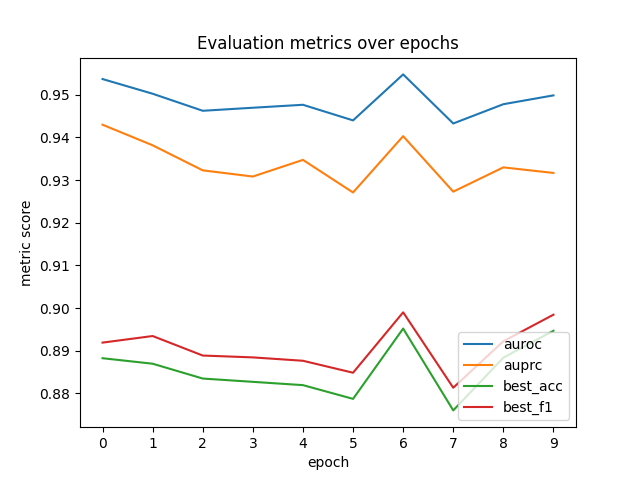 Evaluation metrics over epochs
metric score
0.95
0.94
0.93
0.92
0.91
0.90
0.89
0.88
auroc
auprc
best_acc
best_f1
0 1 2 3 4 5 6 7 8 9
epoch